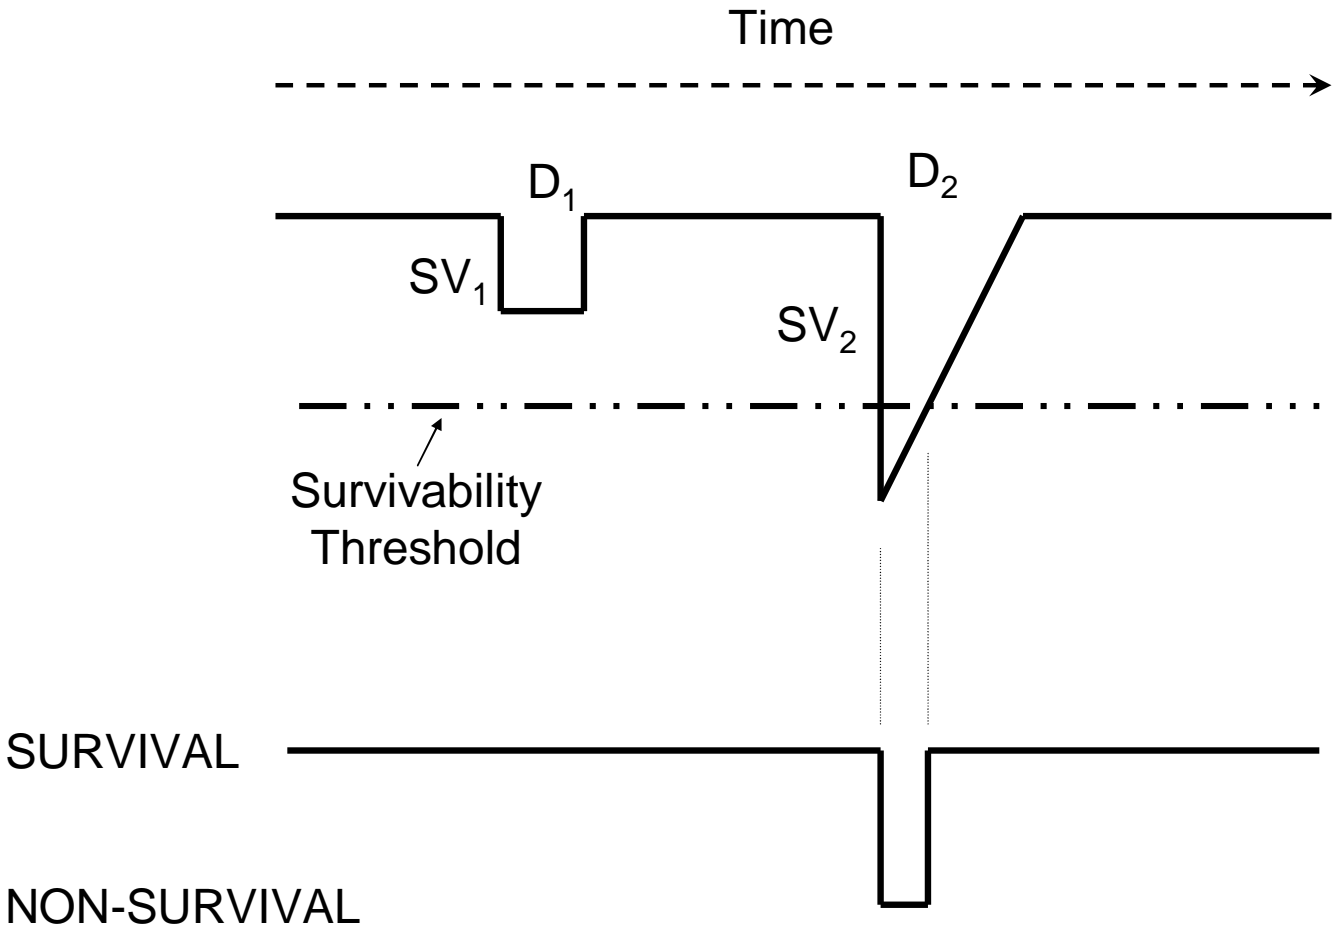 Time
D₁
D₂
SV₁
SV₂
Survivability
Threshold
SURVIVAL
NON-SURVIVAL